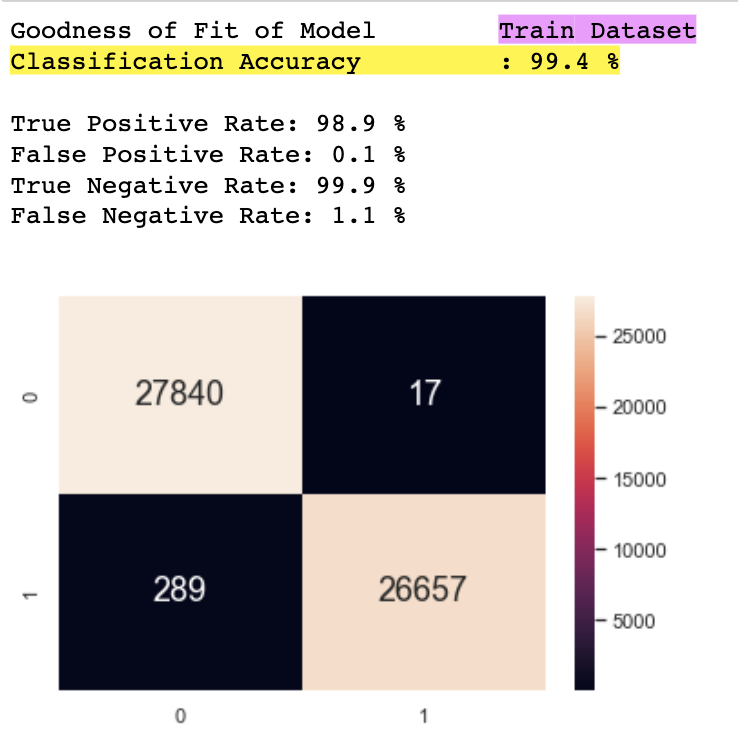 Goodness of Fit of Model Train Dataset
Classification Accuracy : 99.4 %
True Positive Rate: 98.9 %
False Positive Rate: 0.1 %
True Negative Rate: 99.9 %
False Negative Rate: 1.1 %
25000
0 27840 17
20000
15000
10000
1 289 26657
5000
0 1